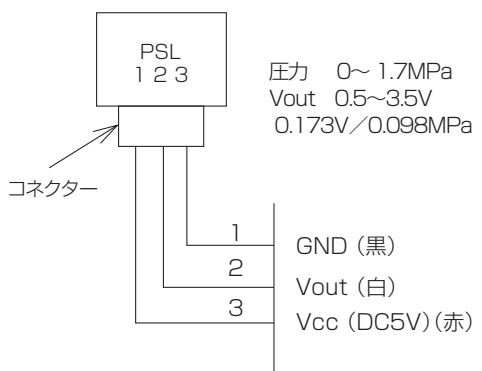 PSL
1 2 3
圧力 0～1.7MPa
Vout 0.5～3.5V
0.173V／0.098MPa
コネクター
1
GND（黒）
2
Vout（白）
3
Vcc（DC5V）（赤）